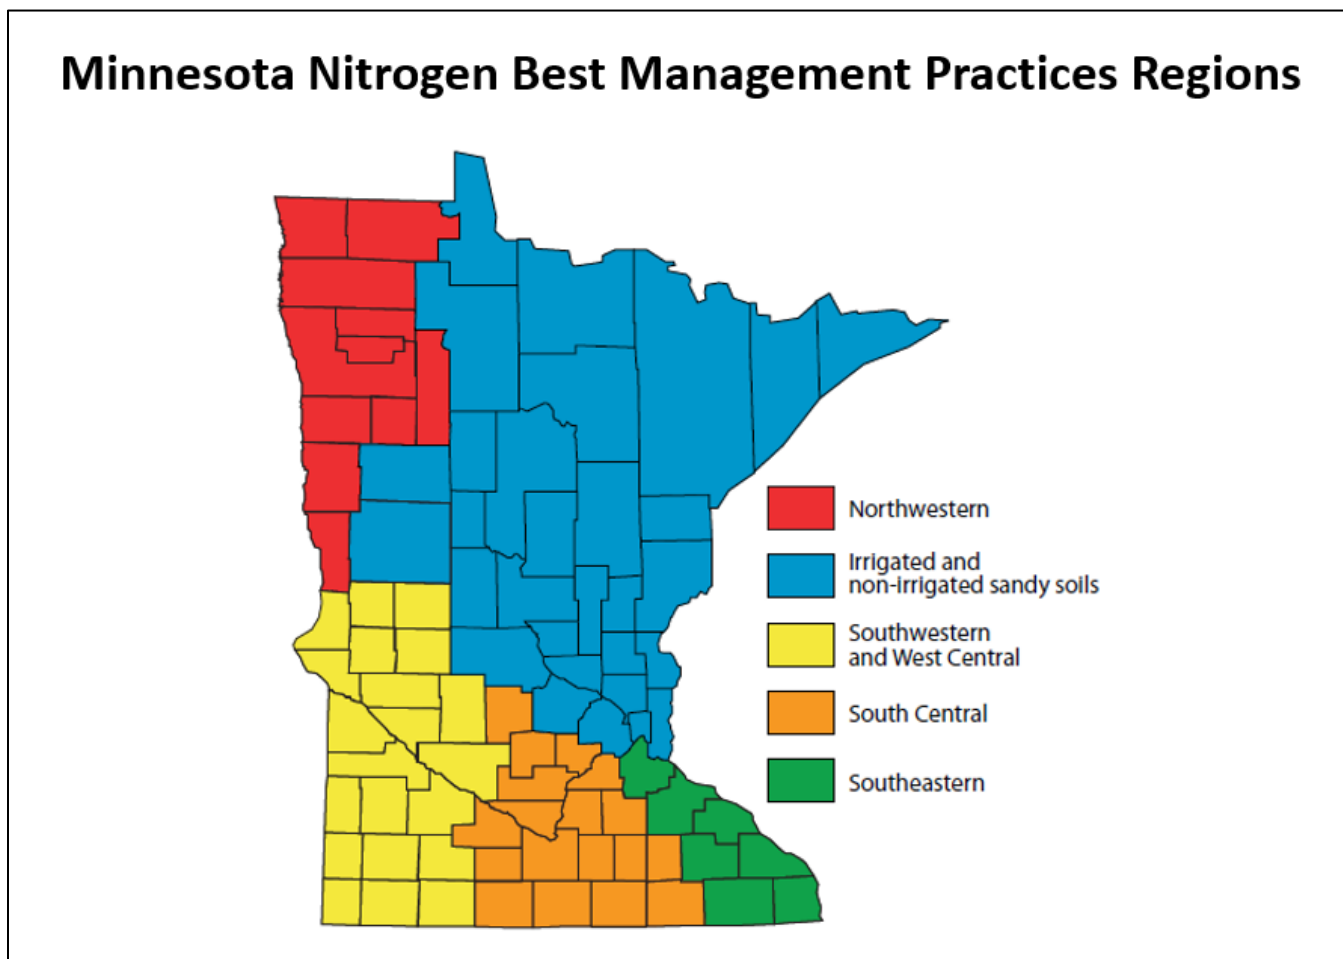 Minnesota Nitrogen Best Management Practices Regions
Northwestern
Irrigated and
non-irrigated sandy soils
Southwestern
and West Central
South Central
Southeastern